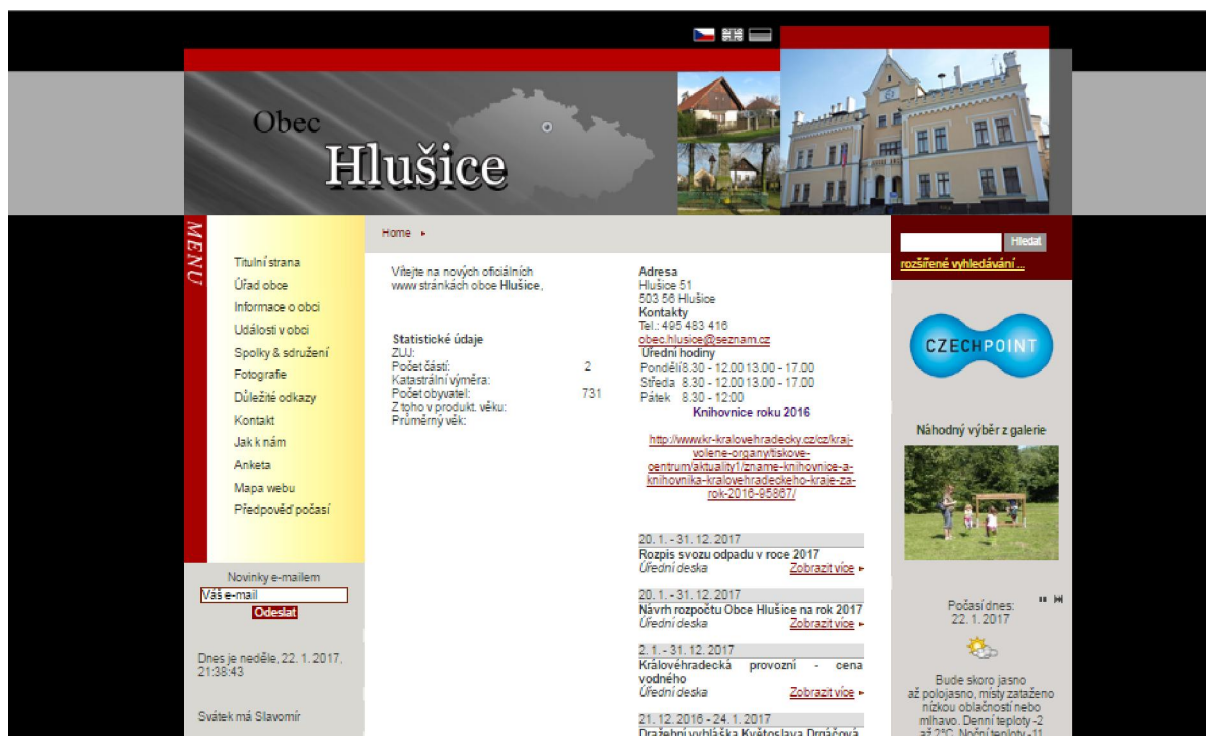 Obec
Hlušice
MENU
Titulní strana
Úřad obce
Informace o obci
Události v obci
Spolky & sdružení
Fotografie
Důležité odkazy
Kontakt
Jak k nám
Anketa
Mapa webu
Předpověď počasí
Novinky e-mailem
Váš e-mail
Odeslat
Dnes je neděle, 22. 1. 2017,
21:38:43
Svátek má Slavomír
Home
Vítejte na nových oficiálních
www stránkách obce Hlušice,
Statistické údaje
ZUJ:
Počet částí: 2
Katastrální výměra:
Počet obyvatel: 731
Z toho v produkt. věku:
Průměrný věk:
Adresa
Hlušice 51
503 56 Hlušice
Kontakty
Tel.: 495 483 416
obec.hlusice@seznam.cz
Úřední hodiny
Pondělí 8.30 - 12.00 13.00 - 17.00
Středa 8.30 - 12.00 13.00 - 17.00
Pátek 8.30 - 12:00
Knihovnice roku 2016
http://www.kr-kralovehradecky.cz/cz/kraj-
volene-organy/tiskove-
centrum/aktuality1/zname-knihovnice-a-
knihovnika-kralovehradeckeho-kraje-za-
rok-2016-95867/
20. 1. - 31. 12. 2017
Rozpis svozu odpadu v roce 2017
Úřední deska Zobrazit více
20. 1. - 31. 12. 2017
Návrh rozpočtu Obce Hlušice na rok 2017
Úřední deska Zobrazit více
2. 1. - 31. 12. 2017
Královéhradecká provozní - cena
vodného
Úřední deska Zobrazit více
21. 12. 2016 - 24. 1. 2017
Dražební vyhláška Květoslava Drgáčová
Hledat
rozšířené vyhledávání ...
CZECHPOINT
Náhodný výběr z galerie
Počasí dnes:
22. 1. 2017
Bude skoro jasno
až polojasno, místy zataženo
nízkou oblačností nebo
mlhavo. Denní teploty -2
až 2°C. Noční teploty -11